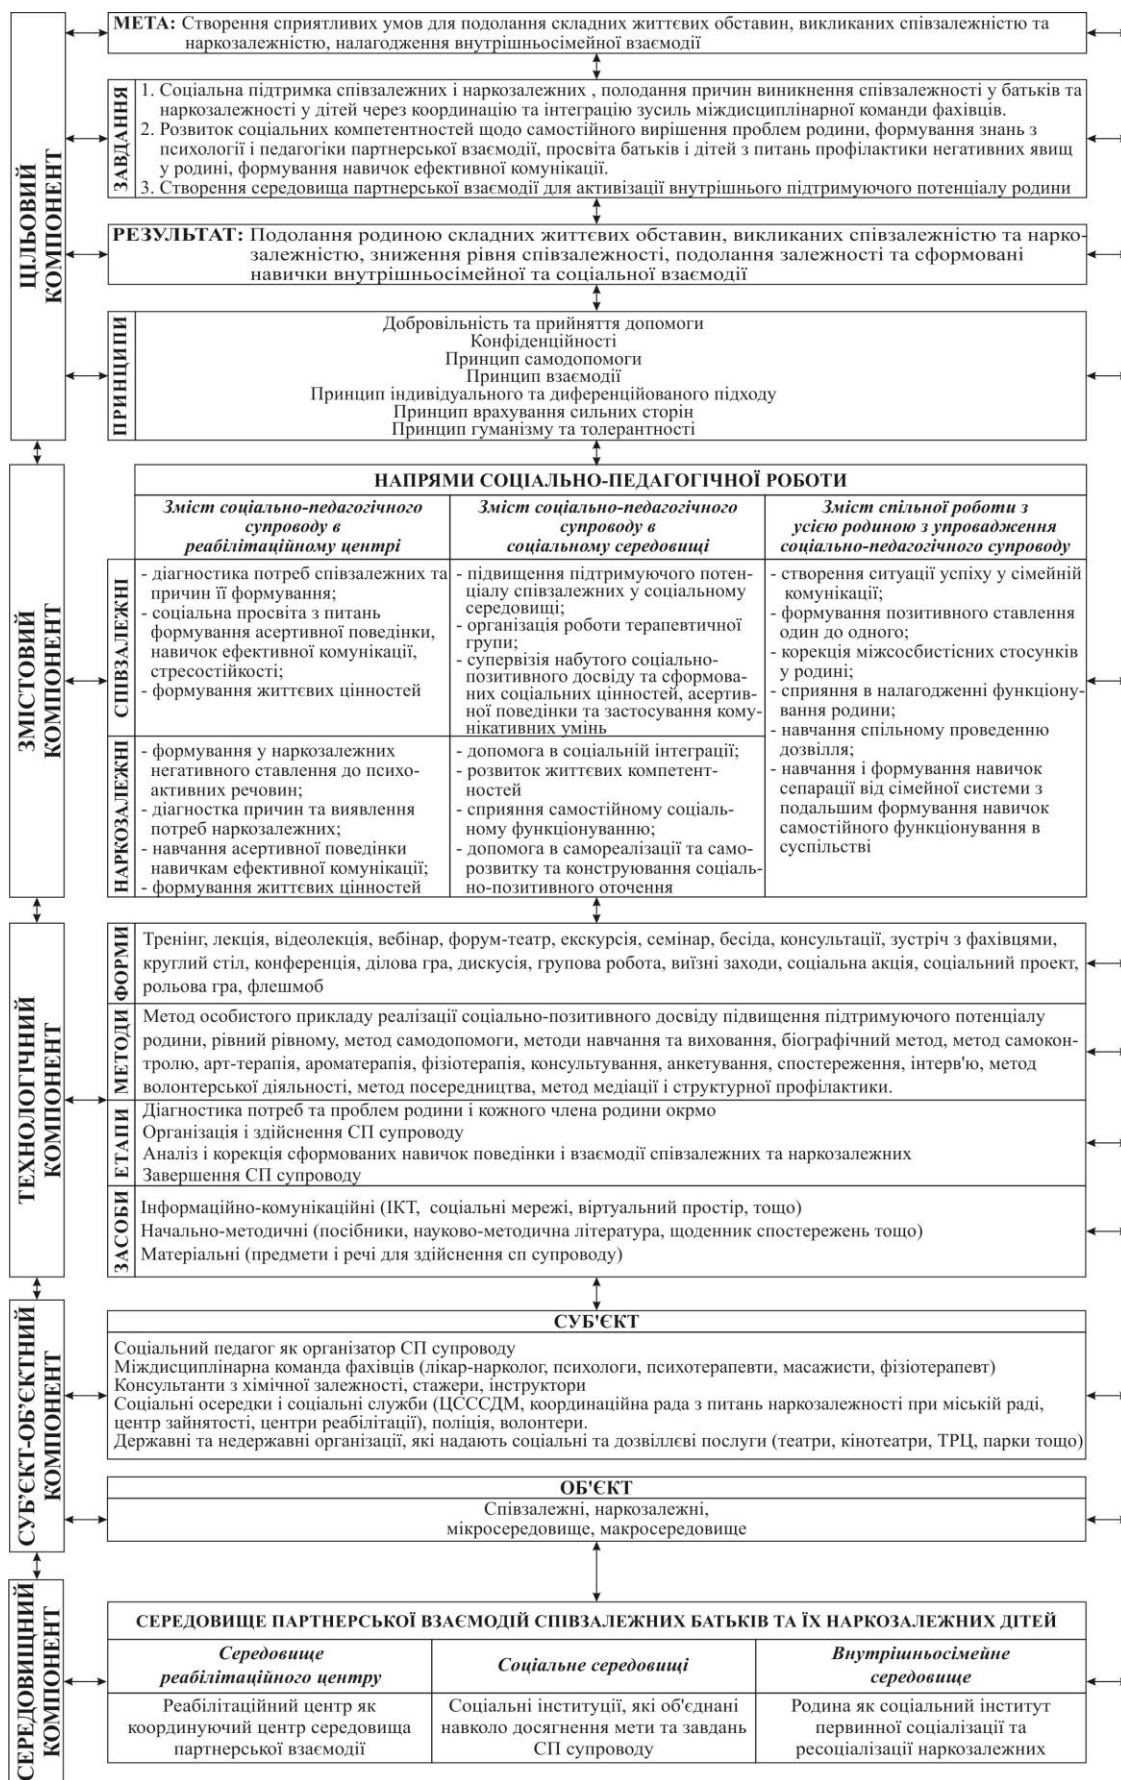 ЦІЛЬОВИЙ
КОМПОНЕНТ
МЕТА: Створення сприятливих умов для подолання складних життєвих обставин, викликаних співзалежністю та
наркозалежністю, налагодження внутрішньосімейної взаємодії
ЗАВДАННЯ
1. Соціальна підтримка співзалежних і наркозалежних , полодання причин виникнення співзалежності у батьків та
наркозалежності у дітей через координацію та інтеграцію зусиль міждисциплінарної команди фахівців.
2. Розвиток соціальних компетентностей щодо самостійного вирішення проблем родини, формування знань з
психології і педагогіки партнерської взаємодії, просвіта батьків і дітей з питань профілактики негативних явищ
у родині, формування навичок ефективної комунікації.
3. Створення середовища партнерської взаємодії для активізації внутрішнього підтримуючого потенціалу родини
РЕЗУЛЬТАТ: Подолання родиною складних життєвих обставин, викликаних співзалежністю та нарко-
залежністю, зниження рівня співзалежності, подолання залежності та сформовані
навички внутрішньосімейної та соціальної взаємодії
ПРИНЦИПИ
Добровільність та прийняття допомоги
Конфіденційності
Принцип самодопомоги
Принцип взаємодії
Принцип індивідуального та диференційованого підходу
Принцип врахування сильних сторін
Принцип гуманізму та толерантності
ЗМІСТОВИЙ
КОМПОНЕНТ
НАПРЯМИ СОЦІАЛЬНО-ПЕДАГОГІЧНОЇ РОБОТИ
Зміст соціально-педагогічного
супроводу в
реабілітаційному центрі
Зміст соціально-педагогічного
супроводу в
соціальному середовищі
Зміст спільної роботи з
усією родиною з упровадження
соціально-педагогічного супроводу
СПІВЗАЛЕЖНІ
- діагностика потреб співзалежних та
причин її формування;
- соціальна просвіта з питань
формування асертивної поведінки,
навичок ефективної комунікації,
стресостійкості;
- формування життєвих цінностей
- підвищення підтримуючого потен-
ціалу співзалежних у соціальному
середовищі;
- організація роботи терапевтичної
групи;
- супервізія набутого соціально-
позитивного досвіду та сформова-
них соціальних цінностей, асертив-
ної поведінки та застосування кому-
нікативних умінь
- створення ситуації успіху у сімейній
комунікації;
- формування позитивного ставлення
один до одного;
- корекція міжсосбистісних стосунків
у родині;
- сприяння в налагодженні функціону-
вання родини;
- навчання спільному проведенню
дозвілля;
- навчання і формування навичок
сепарації від сімейної системи з
подальшим формування навичок
самостійного функціонування в
суспільстві
НАРКОЗАЛЕЖНІ
- формування у наркозалежних
негативного ставлення до психо-
активних речовин;
- діагностка причин та виявлення
потреб наркозалежних;
- навчання асертивної поведінки
навичкам ефективної комунікації;
- формування життєвих цінностей
- допомога в соціальній інтеграції;
- розвиток життєвих компетент-
ностей
- сприяння самостійному соціаль-
ному функціонуванню;
- допомога в самореалізації та само-
розвитку та конструювання соціаль-
но-позитивного оточення
ТЕХНОЛОГІЧНИЙ
КОМПОНЕНТ
ФОРМИ
Тренінг, лекція, відеолекція, вебінар, форум-театр, екскурсія, семінар, бесіда, консультації, зустріч з фахівцями,
круглий стіл, конференція, ділова гра, дискусія, групова робота, виїзні заходи, соціальна акція, соціальний проект,
рольова гра, флешмоб
МЕТОДИ
Метод особистого прикладу реалізації соціально-позитивного досвіду підвищення підтримуючого потенціалу
родини, рівний рівному, метод самодопомоги, методи навчання та виховання, біографічний метод, метод самокон-
тролю, арт-терапія, ароматерапія, фізіотерапія, консультування, анкетування, спостереження, інтерв'ю, метод
волонтерської діяльності, метод посередництва, метод медіації і структурної профілактики.
ЕТАПИ
Діагностика потреб та проблем родини і кожного члена родини окрмо
Організація і здійснення СП супроводу
Аналіз і корекція сформованих навичок поведінки і взаємодії співзалежних та наркозалежних
Завершення СП супроводу
ЗАСОБИ
Інформаційно-комунікаційні (ІКТ, соціальні мережі, віртуальний простір, тощо)
Начально-методичні (посібники, науково-методична література, щоденник спостережень тощо)
Матеріальні (предмети і речі для здійснення сп супроводу)
СУБ'ЄКТ-ОБ'ЄКТНИЙ
КОМПОНЕНТ
СУБ'ЄКТ
Соціальний педагог як організатор СП супроводу
Міждисциплінарна команда фахівців (лікар-нарколог, психологи, психотерапевти, масажисти, фізіотерапевт)
Консультанти з хімічної залежності, стажери, інструктори
Соціальні осередки і соціальні служби (ЦСССДМ, координаційна рада з питань наркозалежності при міській раді,
центр зайнятості, центри реабілітації), поліція, волонтери.
Державні та недержавні організації, які надають соціальні та дозвіллєві послуги (театри, кінотеатри, ТРЦ, парки тощо)
ОБ'ЄКТ
Співзалежні, наркозалежні,
мікросередовище, макросередовище
СЕРЕДОВИЩНИЙ
КОМПОНЕНТ
СЕРЕДОВИЩЕ ПАРТНЕРСЬКОЇ ВЗАЄМОДІЙ СПІВЗАЛЕЖНИХ БАТЬКІВ ТА ЇХ НАРКОЗАЛЕЖНИХ ДІТЕЙ
Середовище
реабілітаційного центру
Соціальне середовищі
Внутрішньосімейне
середовище
Реабілітаційний центр як
координуючий центр середовища
партнерської взаємодії
Соціальні інституції, які об'єднані
навколо досягнення мети та завдань
СП супроводу
Родина як соціальний інститут
первинної соціалізації та
ресоціалізації наркозалежних